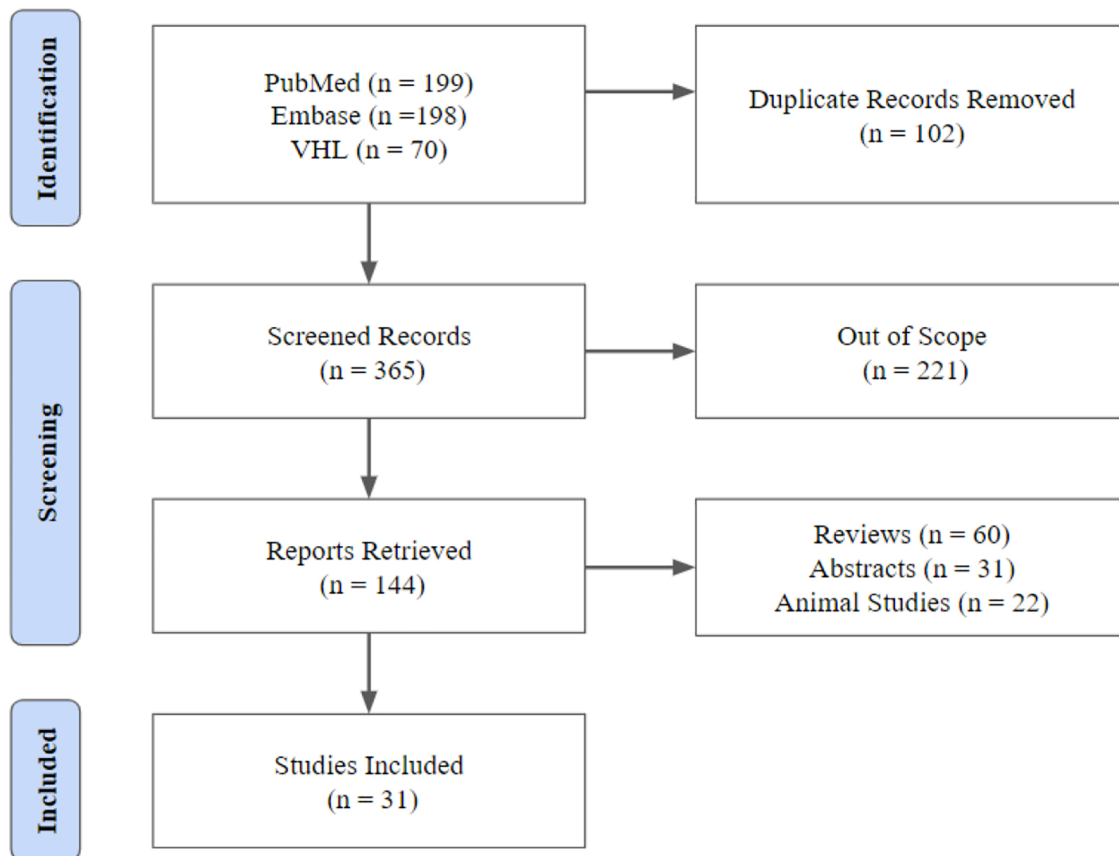 Identification
PubMed (n = 199)
Embase (n =198)
VHL (n = 70)
Duplicate Records Removed
(n = 102)
Screening
Screened Records
(n = 365)
Out of Scope
(n = 221)
Reports Retrieved
(n = 144)
Reviews (n = 60)
Abstracts (n = 31)
Animal Studies (n = 22)
Included
Studies Included
(n = 31)